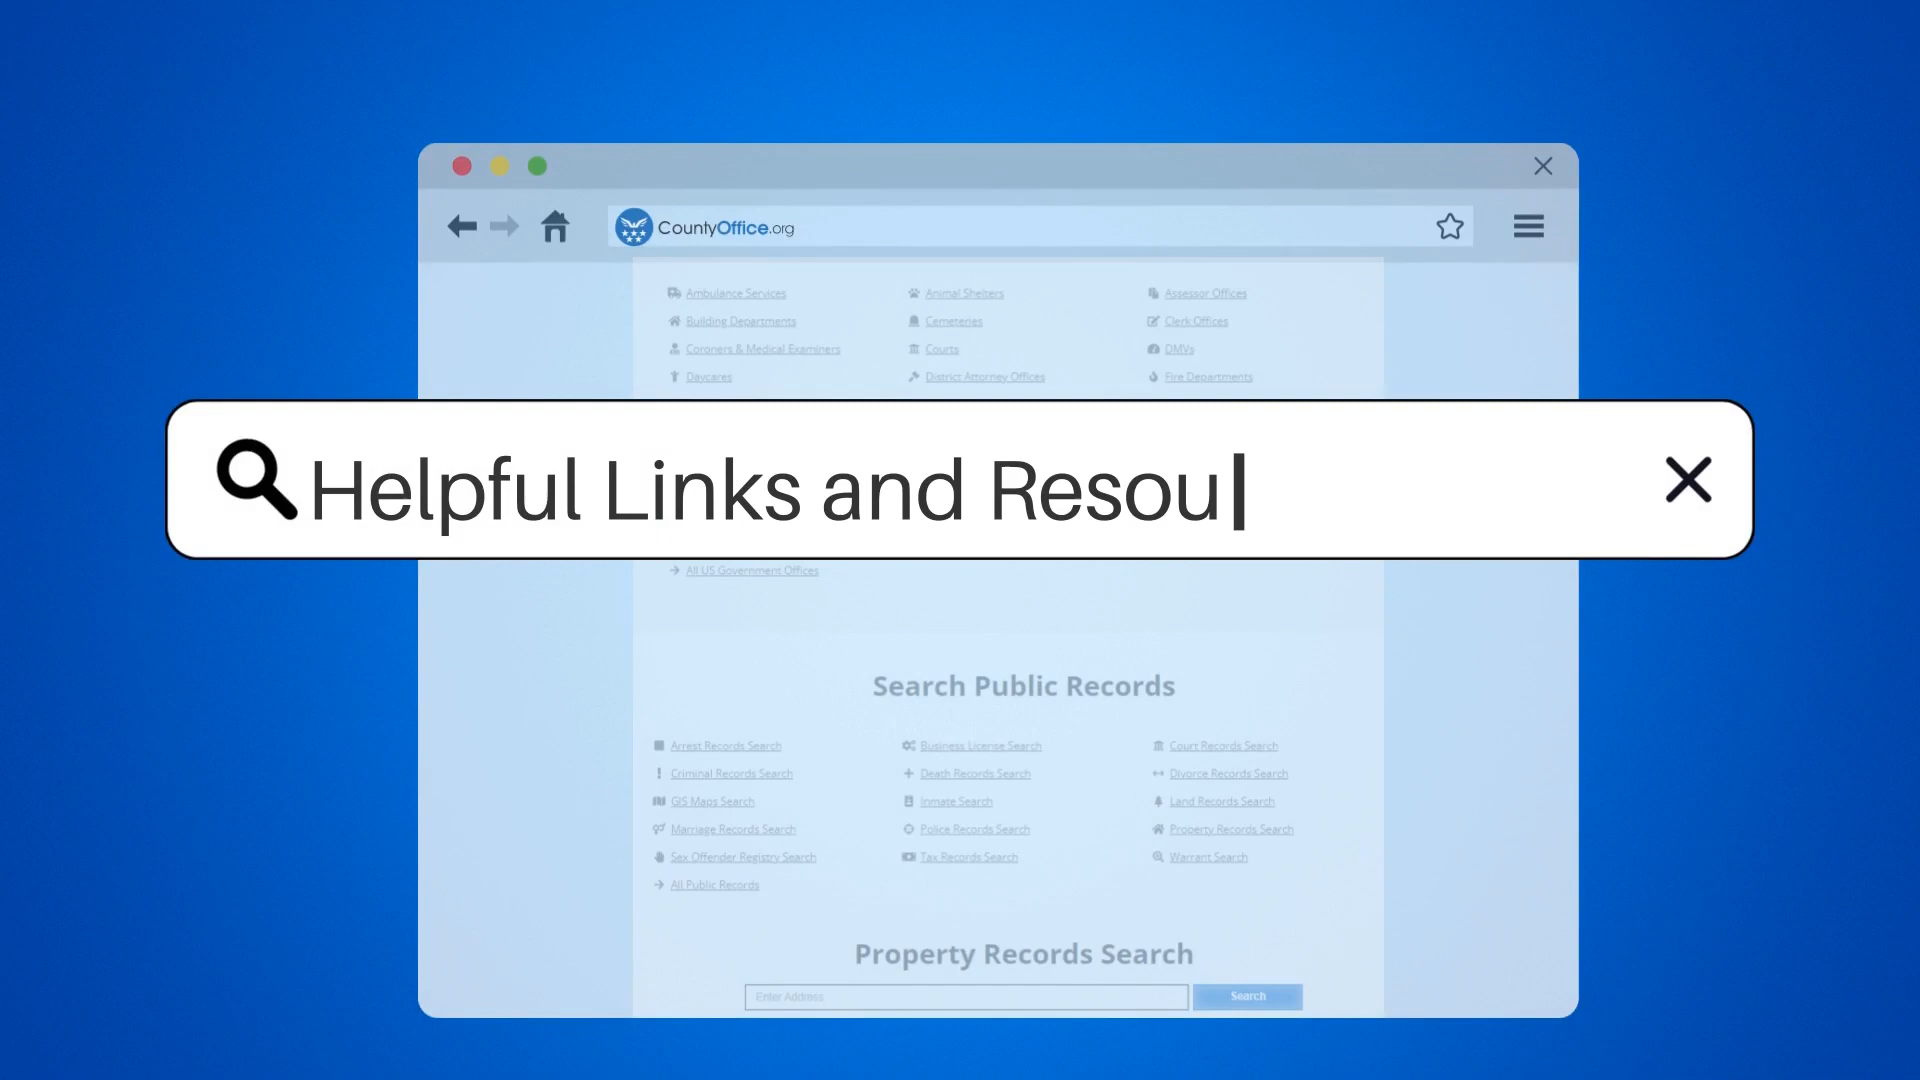 CountyOffice.org
Ambulance Services Animal Shelters Assessor Offices
Building Departments Cemeteries Clerk Offices
Coroners & Medical Examiners Courts DMVs
Daycares District Attorney Offices Fire Departments
Helpful Links and Resou
All US Government Offices
Search Public Records
Arrest Records Search Business License Search Court Records Search
Criminal Records Search Death Records Search Divorce Records Search
GIS Maps Search Inmate Search Land Records Search
Marriage Records Search Police Records Search Property Records Search
Sex Offender Registry Search Tax Records Search Warrant Search
All Public Records
Property Records Search
Enter Address Search